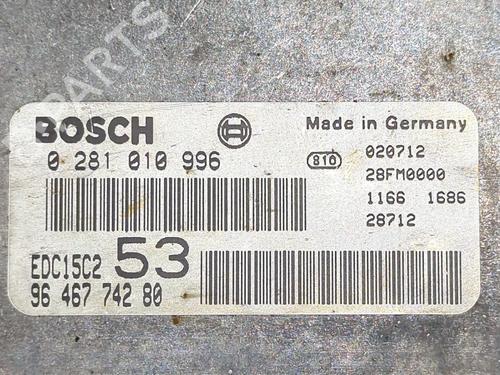 BOSCH
Made in Germany
0 281 010 996
810
020712
28FM0000
1166 1686
28712
EDC15C2 53
96 467 742 80